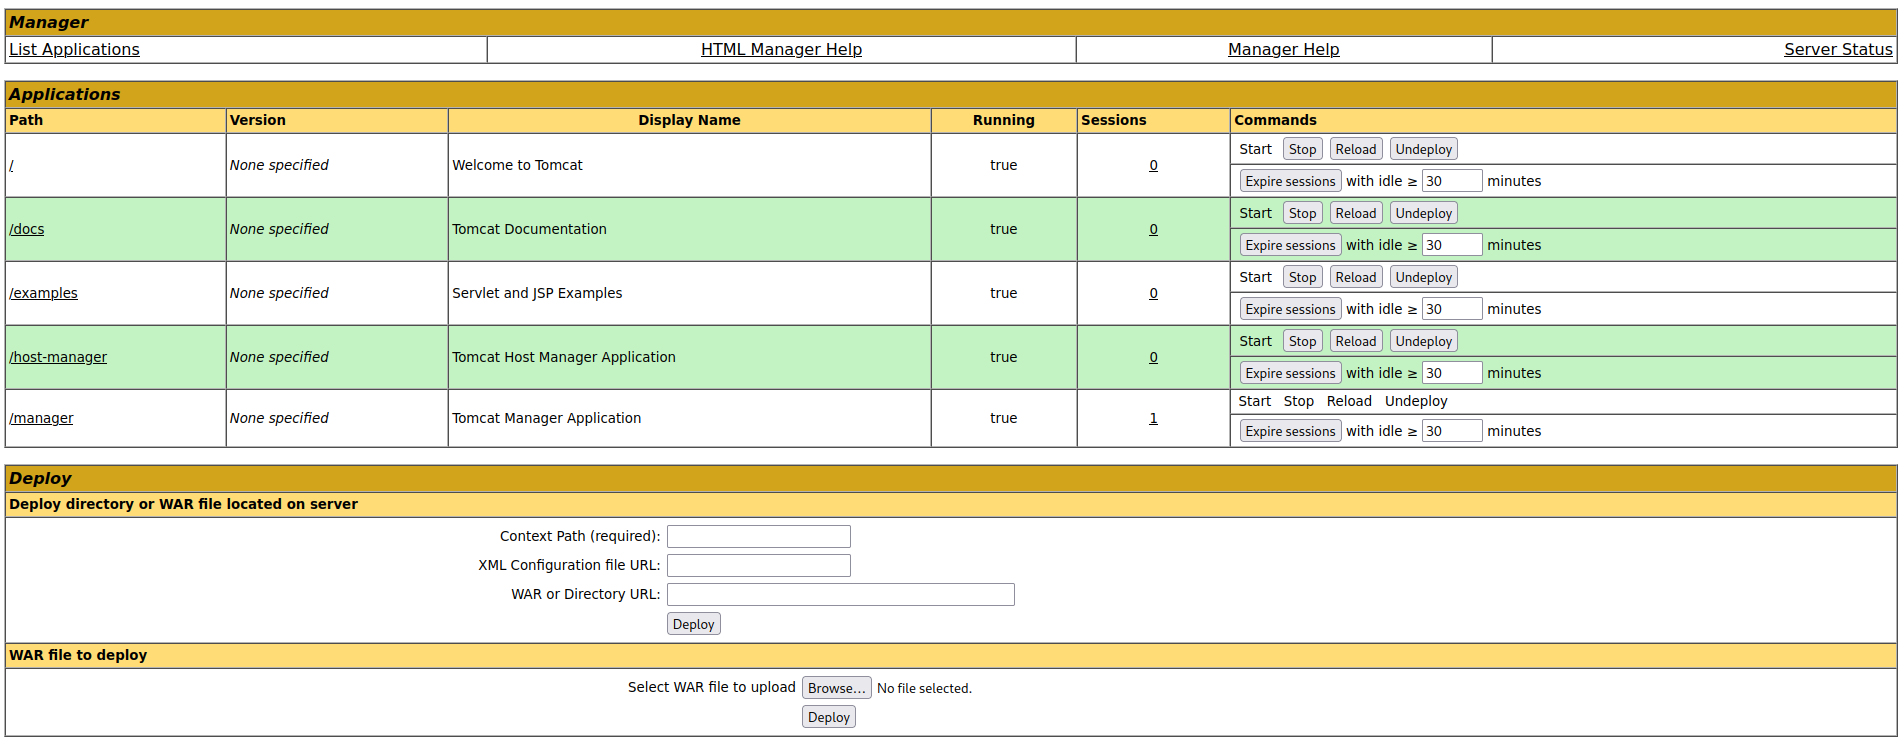 Manager
List Applications HTML Manager Help Manager Help Server Status
Applications
Path Version Display Name Running Sessions Commands
/ None specified Welcome to Tomcat true 0 Start Stop Reload Undeploy
Expire sessions with idle ≥ 30 minutes
/docs None specified Tomcat Documentation true 0 Start Stop Reload Undeploy
Expire sessions with idle ≥ 30 minutes
/examples None specified Servlet and JSP Examples true 0 Start Stop Reload Undeploy
Expire sessions with idle ≥ 30 minutes
/host-manager None specified Tomcat Host Manager Application true 0 Start Stop Reload Undeploy
Expire sessions with idle ≥ 30 minutes
/manager None specified Tomcat Manager Application true 1 Start Stop Reload Undeploy
Expire sessions with idle ≥ 30 minutes
Deploy
Deploy directory or WAR file located on server
Context Path (required):
XML Configuration file URL:
WAR or Directory URL:
Deploy
WAR file to deploy
Select WAR file to upload Browse... No file selected.
Deploy